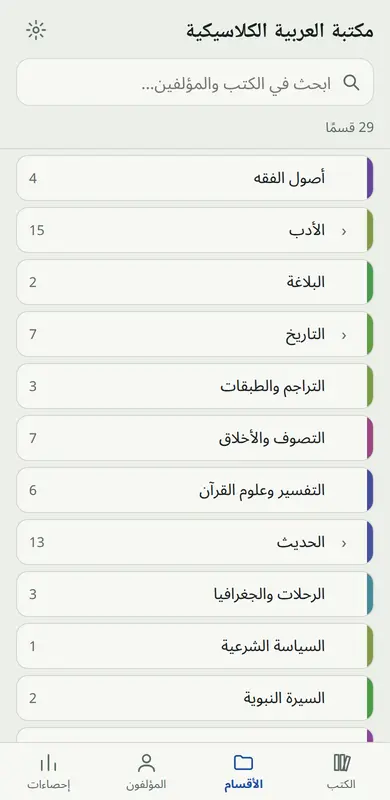 مكتبة العربية الكلاسيكية
ابحث في الكتب والمؤلفين...
29 قسمًا
أصول الفقه 4
الأدب 15
البلاغة 2
التاريخ 7
التراجم والطبقات 3
التصوف والأخلاق 7
التفسير وعلوم القرآن 6
الحديث 13
الرحلات والجغرافيا 3
السياسة الشرعية 1
السيرة النبوية 2
الكتب
الأقسام
المؤلفون
إحصاءات